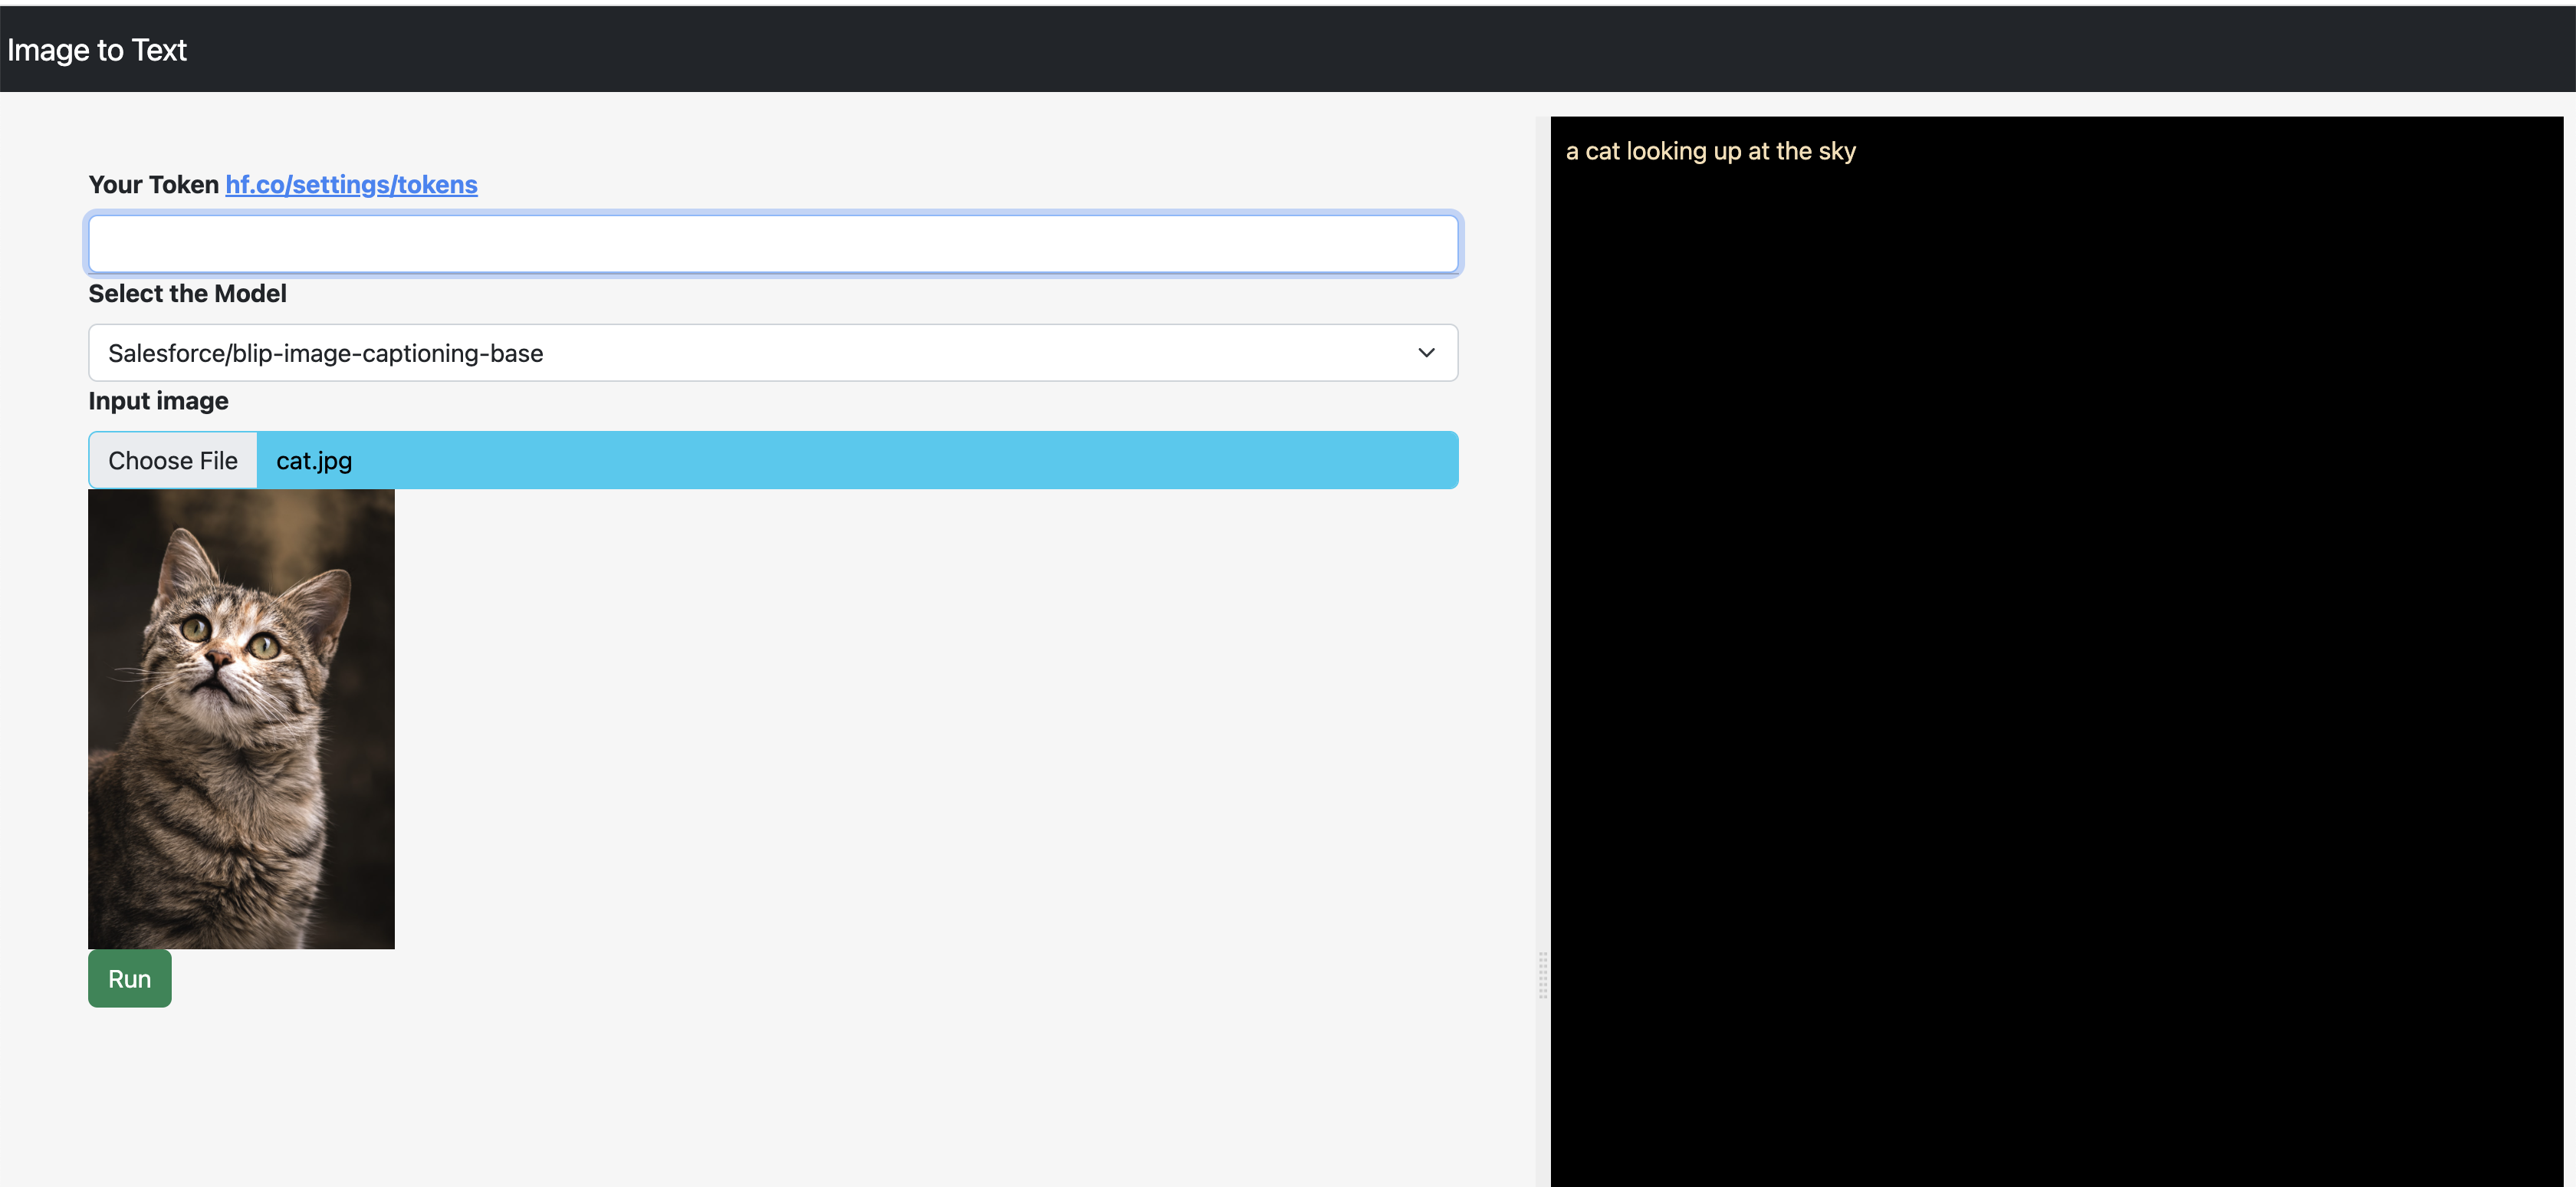 Image to Text
Your Token hf.co/settings/tokens
Select the Model
Salesforce/blip-image-captioning-base
Input image
Choose File cat.jpg
Run
a cat looking up at the sky